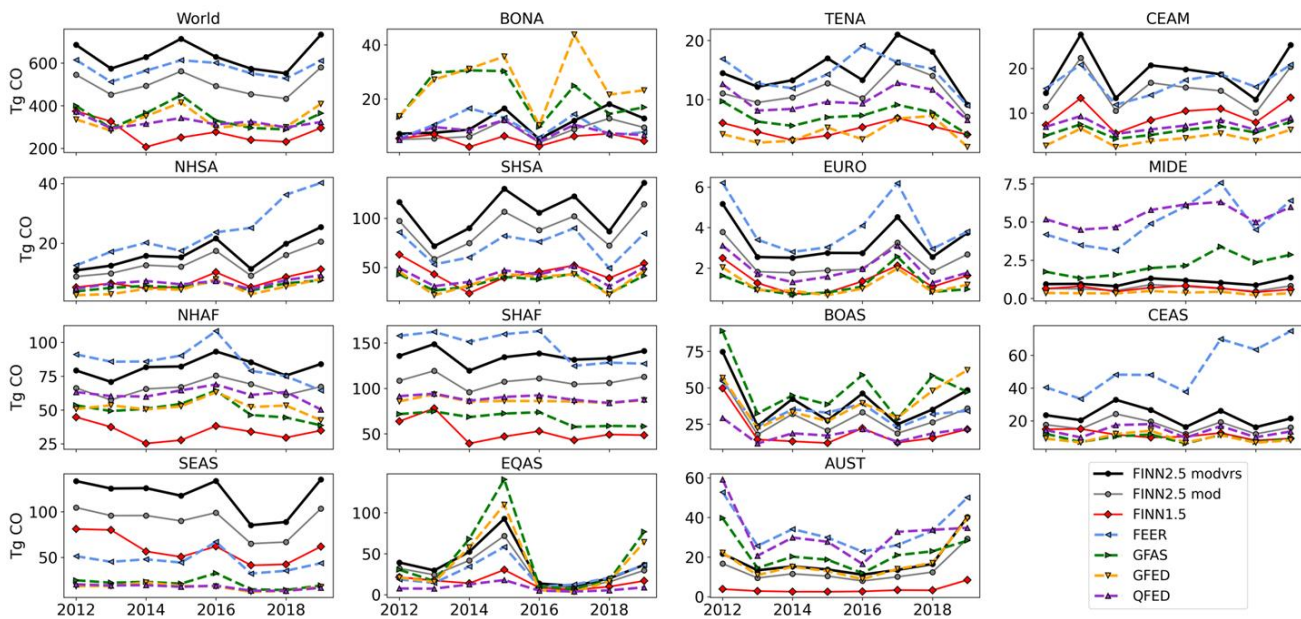 World BONA TENA CEAM
Tg CO 600 400 200 40 20 20 10 20 10
NHSA SHSA EURO MIDE
Tg CO 40 20 100 50 6 4 2 7.5 5.0 2.5 0.0
NHAF SHAF BOAS CEAS
Tg CO 100 75 50 25 150 100 50 75 50 25 0 60 40 20
SEAS EQAS AUST
Tg CO 100 50 150 100 50 0 60 40 20 0
2012 2014 2016 2018 2012 2014 2016 2018 2012 2014 2016 2018
FINN2.5 modvrs
FINN2.5 mod
FINN1.5
FEER
GFAS
GFED
QFED